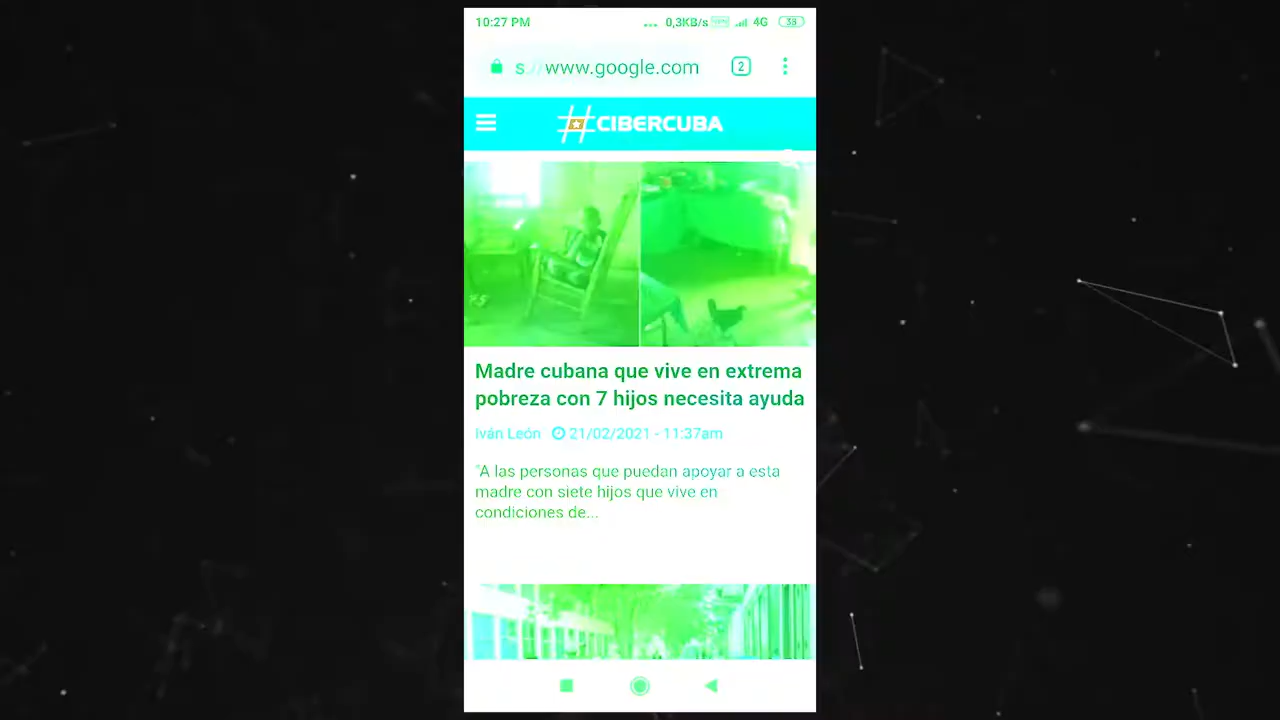 10:27 PM
0,3KB/s 4G 38
s://www.google.com 2
CIBERCUBA
Madre cubana que vive en extrema
pobreza con 7 hijos necesita ayuda
Iván León 21/02/2021 - 11:37am
"A las personas que puedan apoyar a esta
madre con siete hijos que vive en
condiciones de...